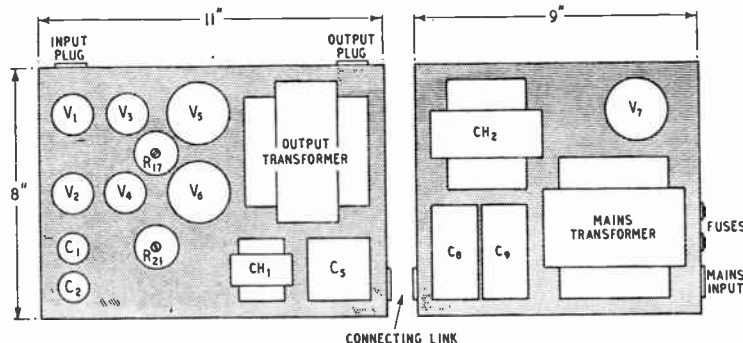 11"
9"
INPUT
PLUG
OUTPUT
PLUG
8"
V1
V3
V5
V2
V4
V6
R17
R21
C1
C2
OUTPUT
TRANSFORMER
CH1
C5
CH2
V7
C8
C9
MAINS
TRANSFORMER
FUSES
MAINS
INPUT
CONNECTING LINK